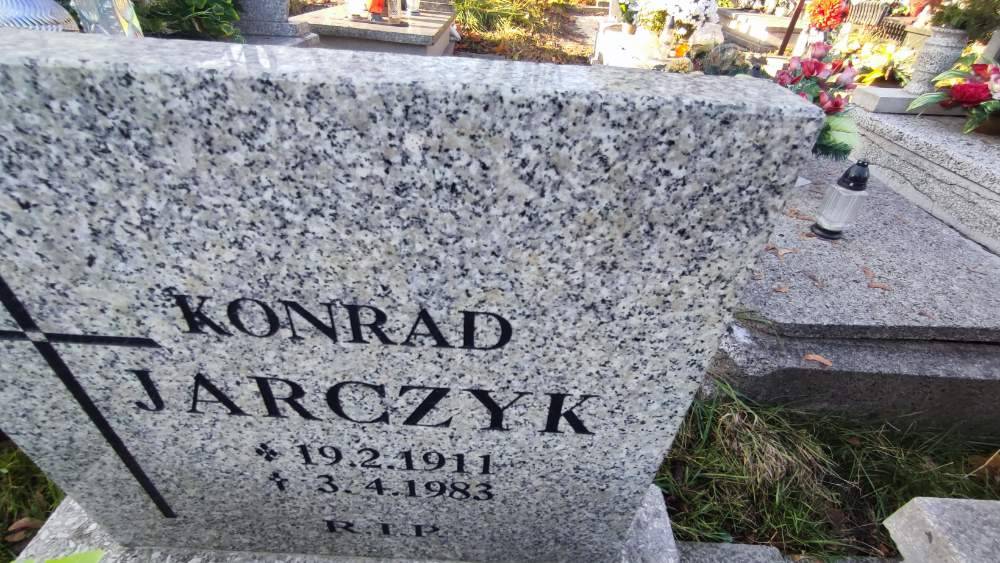 KONRAD
JARCZYK
* 19.2.1911
† 3.4.1983
R.I.P